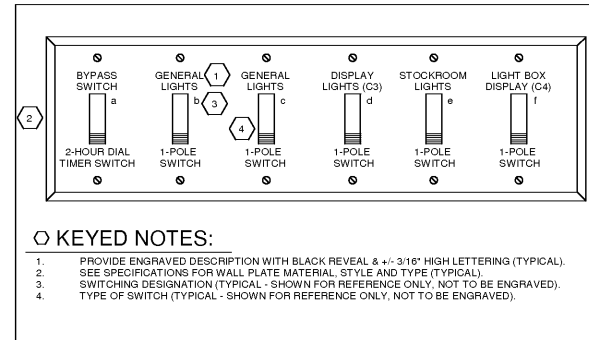 BYPASS SWITCH
a
2-HOUR DIAL TIMER SWITCH
GENERAL LIGHTS
1
b
3
1-POLE SWITCH
GENERAL LIGHTS
c
4
1-POLE SWITCH
DISPLAY LIGHTS (C3)
d
1-POLE SWITCH
STOCKROOM LIGHTS
e
1-POLE SWITCH
LIGHT BOX DISPLAY (C4)
f
1-POLE SWITCH
2
KEYED NOTES:
1. PROVIDE ENGRAVED DESCRIPTION WITH BLACK REVEAL & +/- 3/16" HIGH LETTERING (TYPICAL).
2. SEE SPECIFICATIONS FOR WALL PLATE MATERIAL, STYLE AND TYPE (TYPICAL).
3. SWITCHING DESIGNATION (TYPICAL - SHOWN FOR REFERENCE ONLY, NOT TO BE ENGRAVED).
4. TYPE OF SWITCH (TYPICAL - SHOWN FOR REFERENCE ONLY, NOT TO BE ENGRAVED).